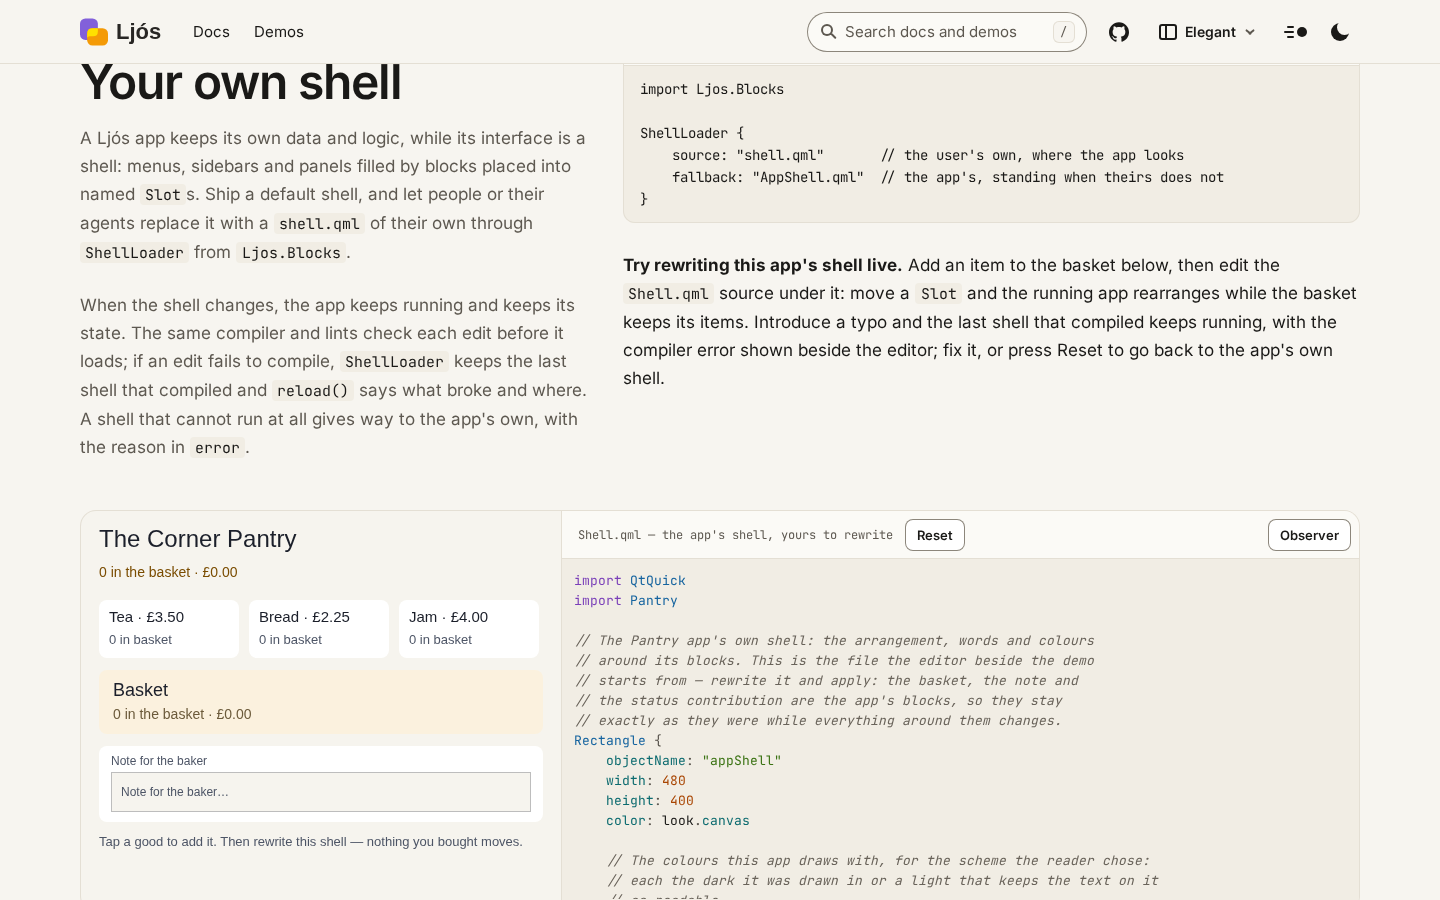 Ljós
Docs
Demos
Search docs and demos
/
Elegant
Your own shell
A Ljós app keeps its own data and logic, while its interface is a
shell: menus, sidebars and panels filled by blocks placed into
named Slots. Ship a default shell, and let people or their
agents replace it with a shell.qml of their own through
ShellLoader from Ljos.Blocks.
When the shell changes, the app keeps running and keeps its
state. The same compiler and lints check each edit before it
loads; if an edit fails to compile, ShellLoader keeps the last
shell that compiled and reload() says what broke and where.
A shell that cannot run at all gives way to the app's own, with
the reason in error.
import Ljos.Blocks
ShellLoader {
    source: "shell.qml"       // the user's own, where the app looks
    fallback: "AppShell.qml"  // the app's, standing when theirs does not
}
Try rewriting this app's shell live. Add an item to the basket below, then edit the
Shell.qml source under it: move a Slot and the running app rearranges while the basket
keeps its items. Introduce a typo and the last shell that compiled keeps running, with the
compiler error shown beside the editor; fix it, or press Reset to go back to the app's own
shell.
The Corner Pantry
0 in the basket · £0.00
Tea · £3.50
0 in basket
Bread · £2.25
0 in basket
Jam · £4.00
0 in basket
Basket
0 in the basket · £0.00
Note for the baker
Note for the baker…
Tap a good to add it. Then rewrite this shell — nothing you bought moves.
Shell.qml — the app's shell, yours to rewrite
Reset
Observer
import QtQuick
import Pantry
// The Pantry app's own shell: the arrangement, words and colours
// around its blocks. This is the file the editor beside the demo
// starts from — rewrite it and apply: the basket, the note and
// the status contribution are the app's blocks, so they stay
// exactly as they were while everything around them changes.
Rectangle {
    objectName: "appShell"
    width: 480
    height: 400
    color: look.canvas
    // The colours this app draws with, for the scheme the reader chose:
    // each the dark it was drawn in or a light that keeps the text on it